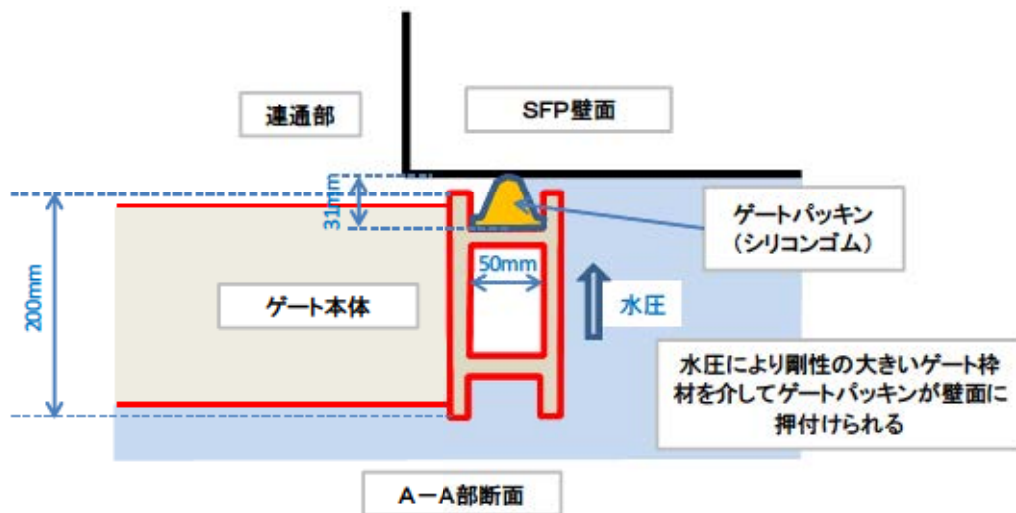 連通部
SFP壁面
31mm
ゲートパッキン
（シリコンゴム）
200mm
50mm
ゲート本体
水圧
水圧により剛性の大きいゲート枠
材を介してゲートパッキンが壁面に
押付けられる
A－A部断面